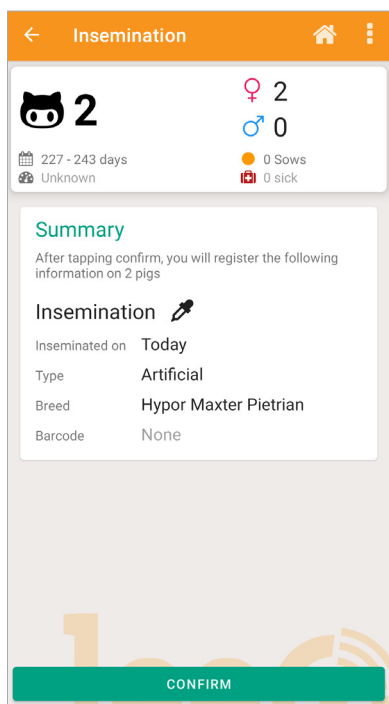 Insemination
2
2
0
227 - 243 days
0 Sows
Unknown
0 sick
Summary
After tapping confirm, you will register the following
information on 2 pigs
Insemination
Inseminated on Today
Type Artificial
Breed Hypor Maxter Pietrian
Barcode None
CONFIRM